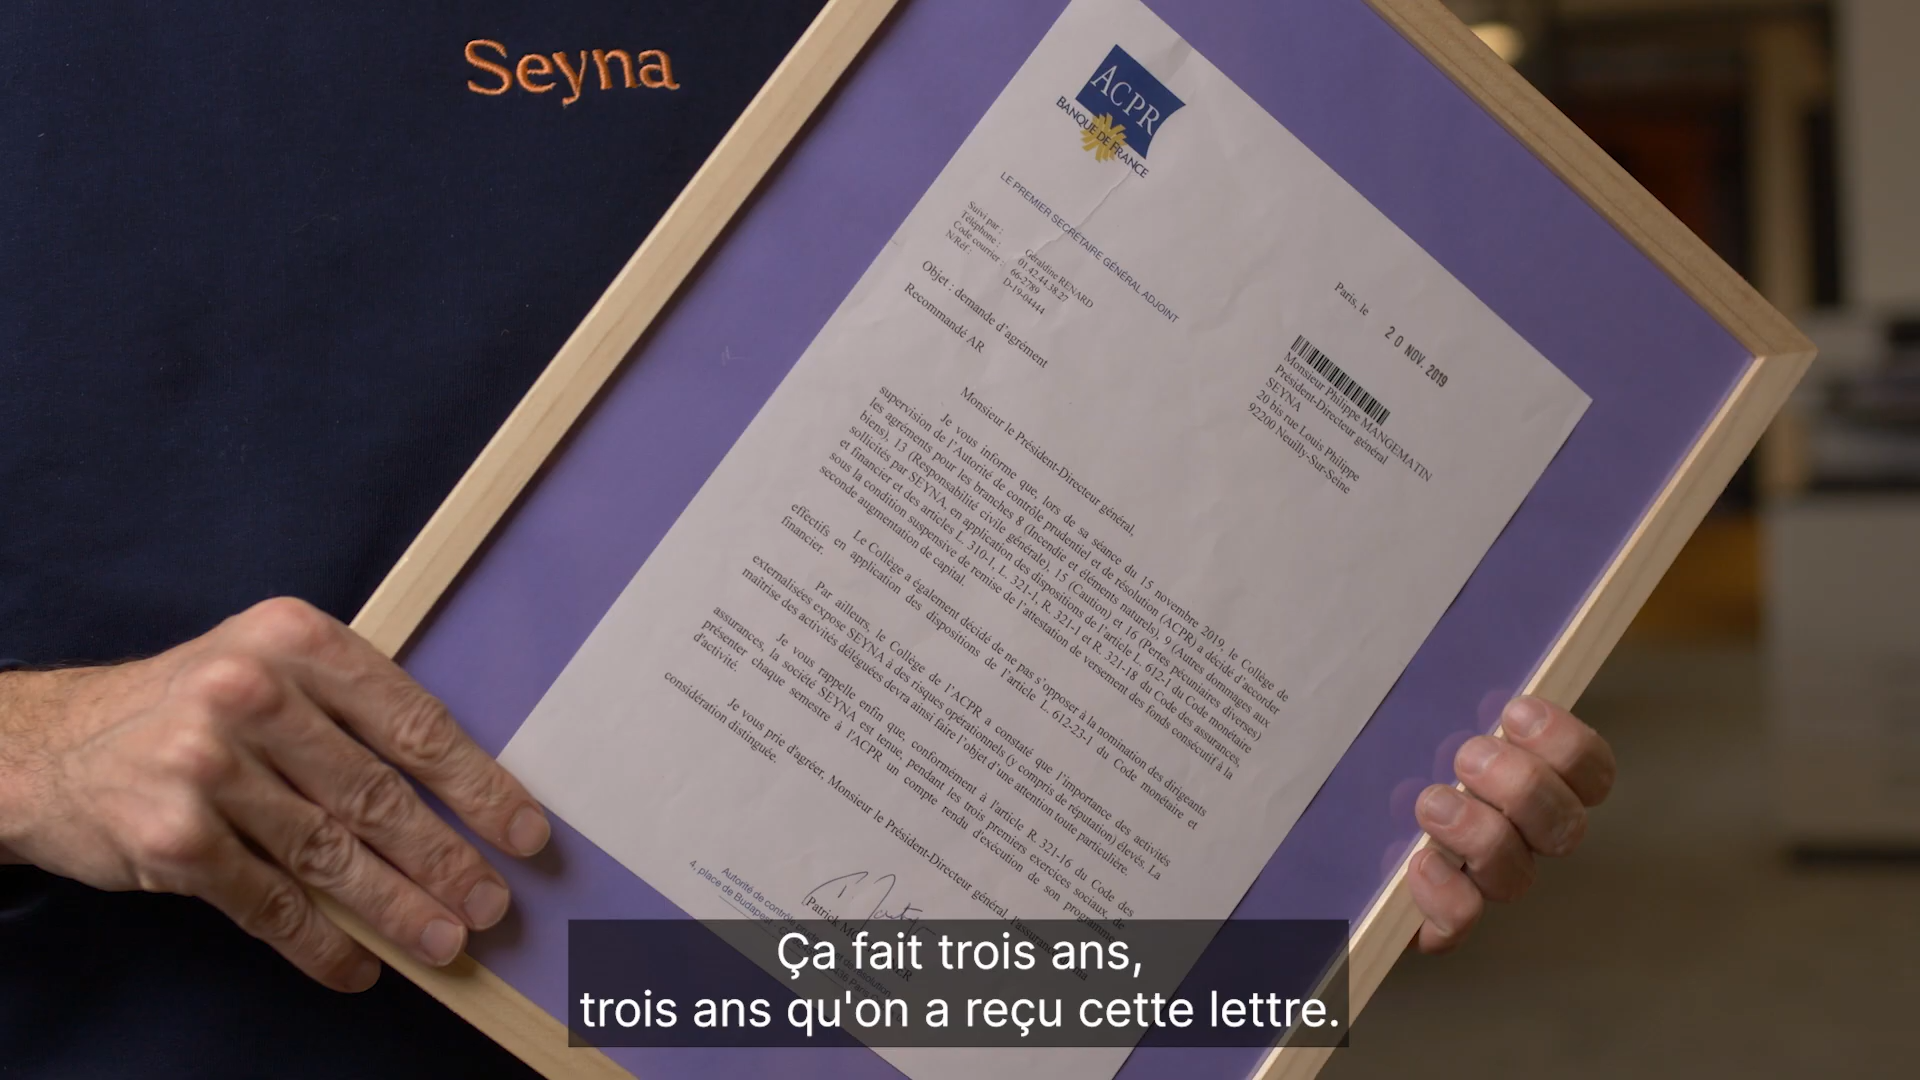 Seyna
ACPR
BANQUE DE FRANCE
LE PREMIER SECRÉTAIRE GÉNÉRAL ADJOINT
Suivi par : Géraldine RENARD
Téléphone : 01.42.44.38.27
Code courrier : 66-2789
N/Réf : D-19-04444
Objet : demande d'agrément
Recommandé AR
Paris, le 20 NOV. 2019
Monsieur Philippe MANGEMATIN
Président-Directeur général
SEYNA
20 bis rue Louis Philippe
92200 Neuilly-Sur-Seine
Monsieur le Président-Directeur général,
Je vous informe que, lors de sa séance du 15 novembre 2019, le Collège de
supervision de l'Autorité de contrôle prudentiel et de résolution (ACPR) a décidé d'accorder
les agréments pour les branches 8 (Incendie et éléments naturels), 9 (Autres dommages aux
biens), 13 (Responsabilité civile générale), 15 (Caution) et 16 (Pertes pécuniaires diverses)
sollicités par SEYNA, en application des dispositions de l'article L. 612-1 du Code monétaire
et financier et des articles L. 310-1, L. 321-1, R. 321-1 et R. 321-18 du Code des assurances,
sous la condition suspensive de remise de l'attestation de versement des fonds consécutif à la
seconde augmentation de capital.
Le Collège a également décidé de ne pas s'opposer à la nomination des dirigeants
effectifs en application des dispositions de l'article L. 612-23-1 du Code monétaire et
financier.
Par ailleurs, le Collège de l'ACPR a constaté que l'importance des activités
externalisées expose SEYNA à des risques opérationnels (y compris de réputation) élevés. La
maîtrise des activités déléguées devra ainsi faire l'objet d'une attention toute particulière.
Je vous rappelle enfin que, conformément à l'article R. 321-16 du Code des
assurances, la société SEYNA est tenue, pendant les trois premiers exercices sociaux, de
présenter chaque semestre à l'ACPR un compte rendu d'exécution de son programme
d'activité.
Je vous prie d'agréer, Monsieur le Président-Directeur général, l'assurance
considération distinguée.
Patrick
Autorité de contrôle
4, place de Budapest
Ça fait trois ans,
trois ans qu'on a reçu cette lettre.